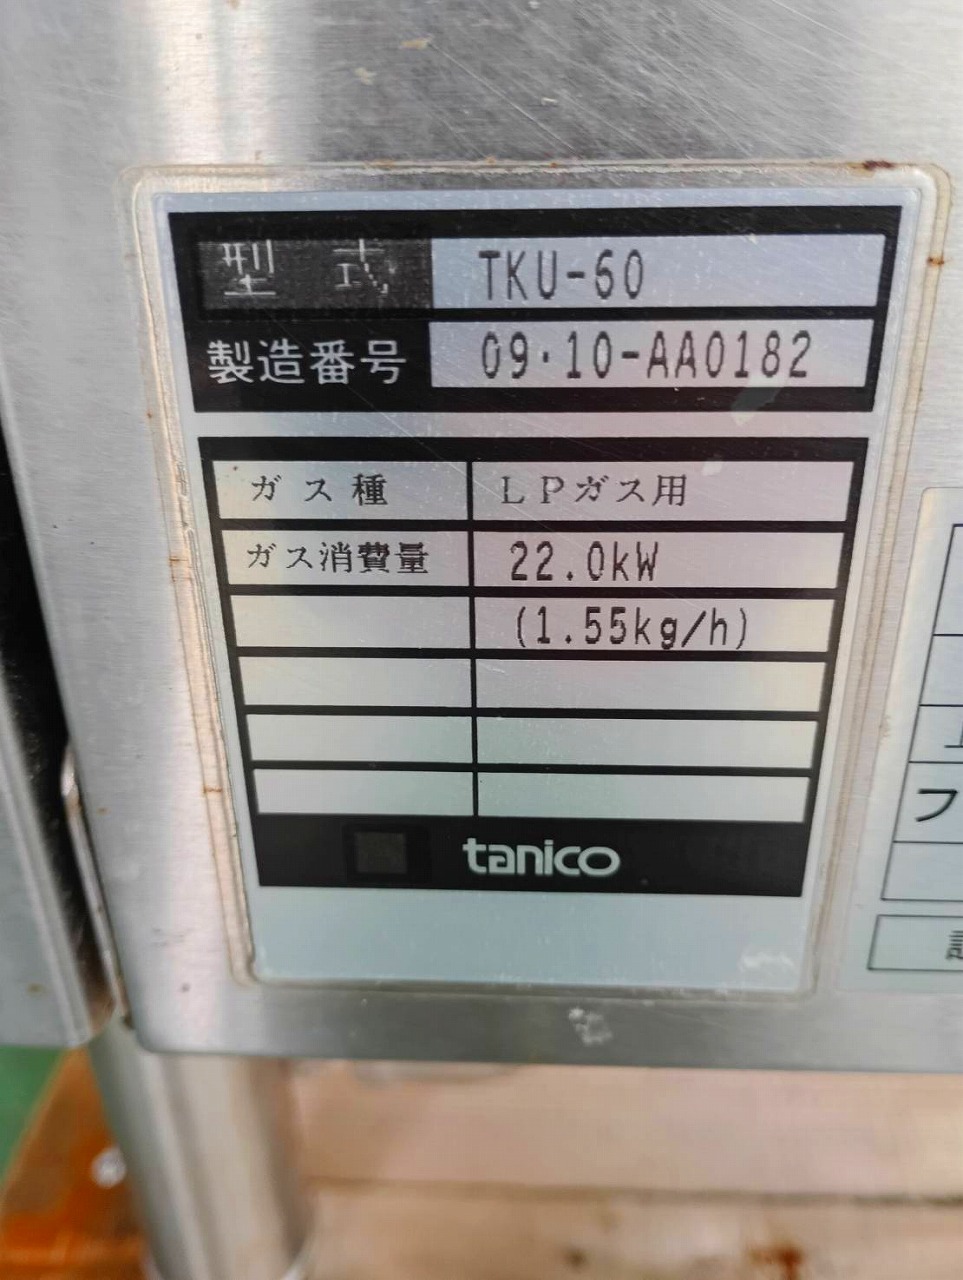 型 式 TKU-60
製造番号 09·10-AA0182
ガス種 LPガス用
ガス消費量 22.0kW
(1.55kg/h)
tanico
フ